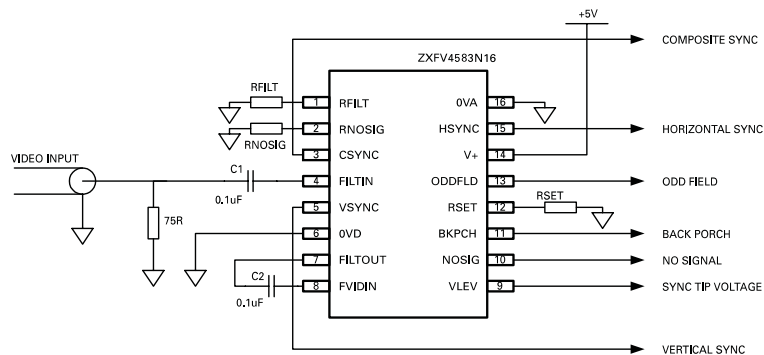 +5V
COMPOSITE SYNC
ZXFV4583N16
RFILT
1 RFILT 0VA 16
RNOSIG
2 RNOSIG HSYNC 15
HORIZONTAL SYNC
3 CSYNC V+ 14
VIDEO INPUT
C1
0.1uF
4 FILTIN ODDFLD 13
ODD FIELD
75R
5 VSYNC RSET 12
RSET
6 0VD BKPCH 11
BACK PORCH
7 FILTOUT NOSIG 10
NO SIGNAL
C2
0.1uF
8 FVIDIN VLEV 9
SYNC TIP VOLTAGE
VERTICAL SYNC